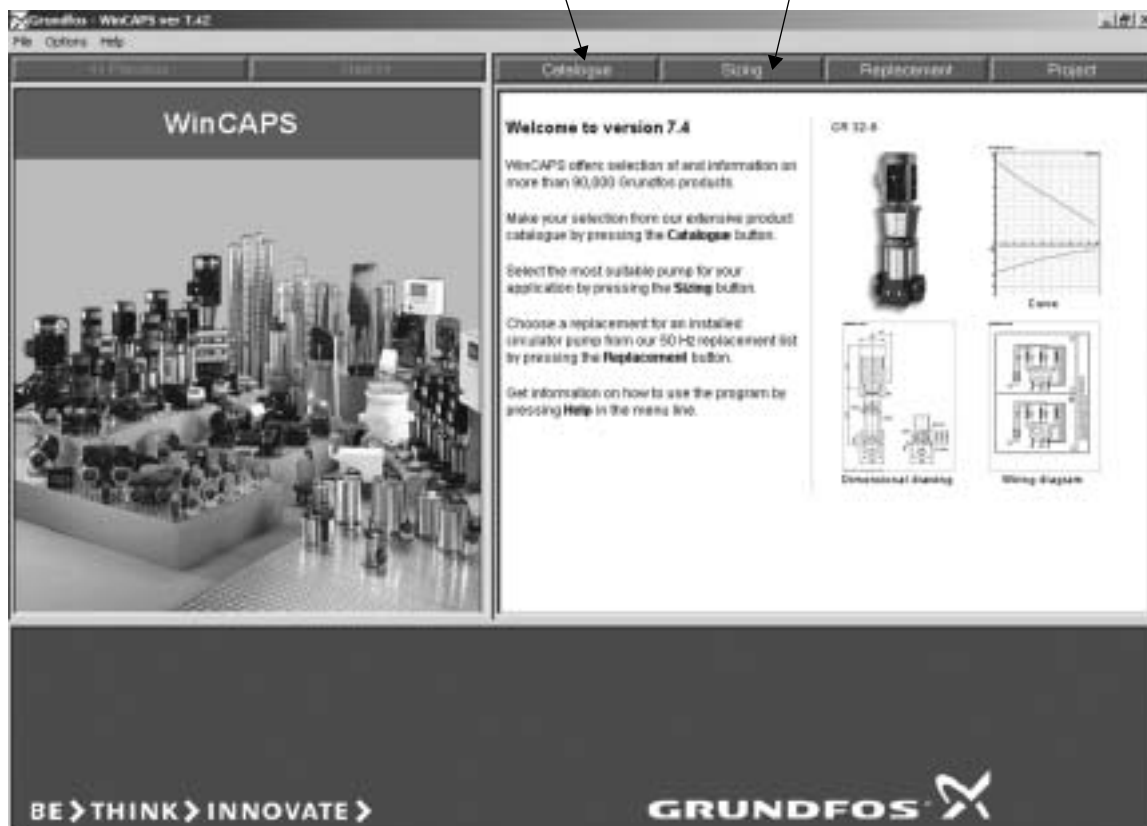 Grundfos - WinCAPS ver 7.42
File Options Help
Catalogue Sizing Replacement Project
WinCAPS
Welcome to version 7.4
WinCAPS offers selection of and information on
more than 90,000 Grundfos products.
Make your selection from our extensive product
catalogue by pressing the Catalogue button.
Select the most suitable pump for your
application by pressing the Sizing button.
Choose a replacement for an installed
circulator pump from our 50 Hz replacement list
by pressing the Replacement button.
Get information on how to use the program by
pressing Help in the menu line.
CR 32-6
Curve
Dimensional drawing
Wiring diagram
BE > THINK > INNOVATE >
GRUNDFOS